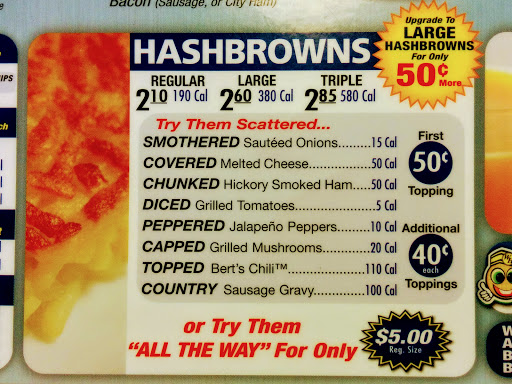 Bacon (Sausage, or City Ham)
HASHBROWNS
Upgrade To
LARGE
HASHBROWNS
For Only
50¢
More
REGULAR LARGE TRIPLE
2.10 190 Cal 2.60 380 Cal 2.85 580 Cal
Try Them Scattered...
SMOTHERED Sautéed Onions.........15 Cal
COVERED Melted Cheese...............50 Cal
CHUNKED Hickory Smoked Ham.....50 Cal
DICED Grilled Tomatoes....................5 Cal
PEPPERED Jalapeño Peppers..........10 Cal
CAPPED Grilled Mushrooms.............20 Cal
TOPPED Bert's Chili™....................110 Cal
COUNTRY Sausage Gravy...............100 Cal
First
50¢
Topping
Additional
40¢
each
Toppings
or Try Them
"ALL THE WAY" For Only
$5.00
Reg. Size